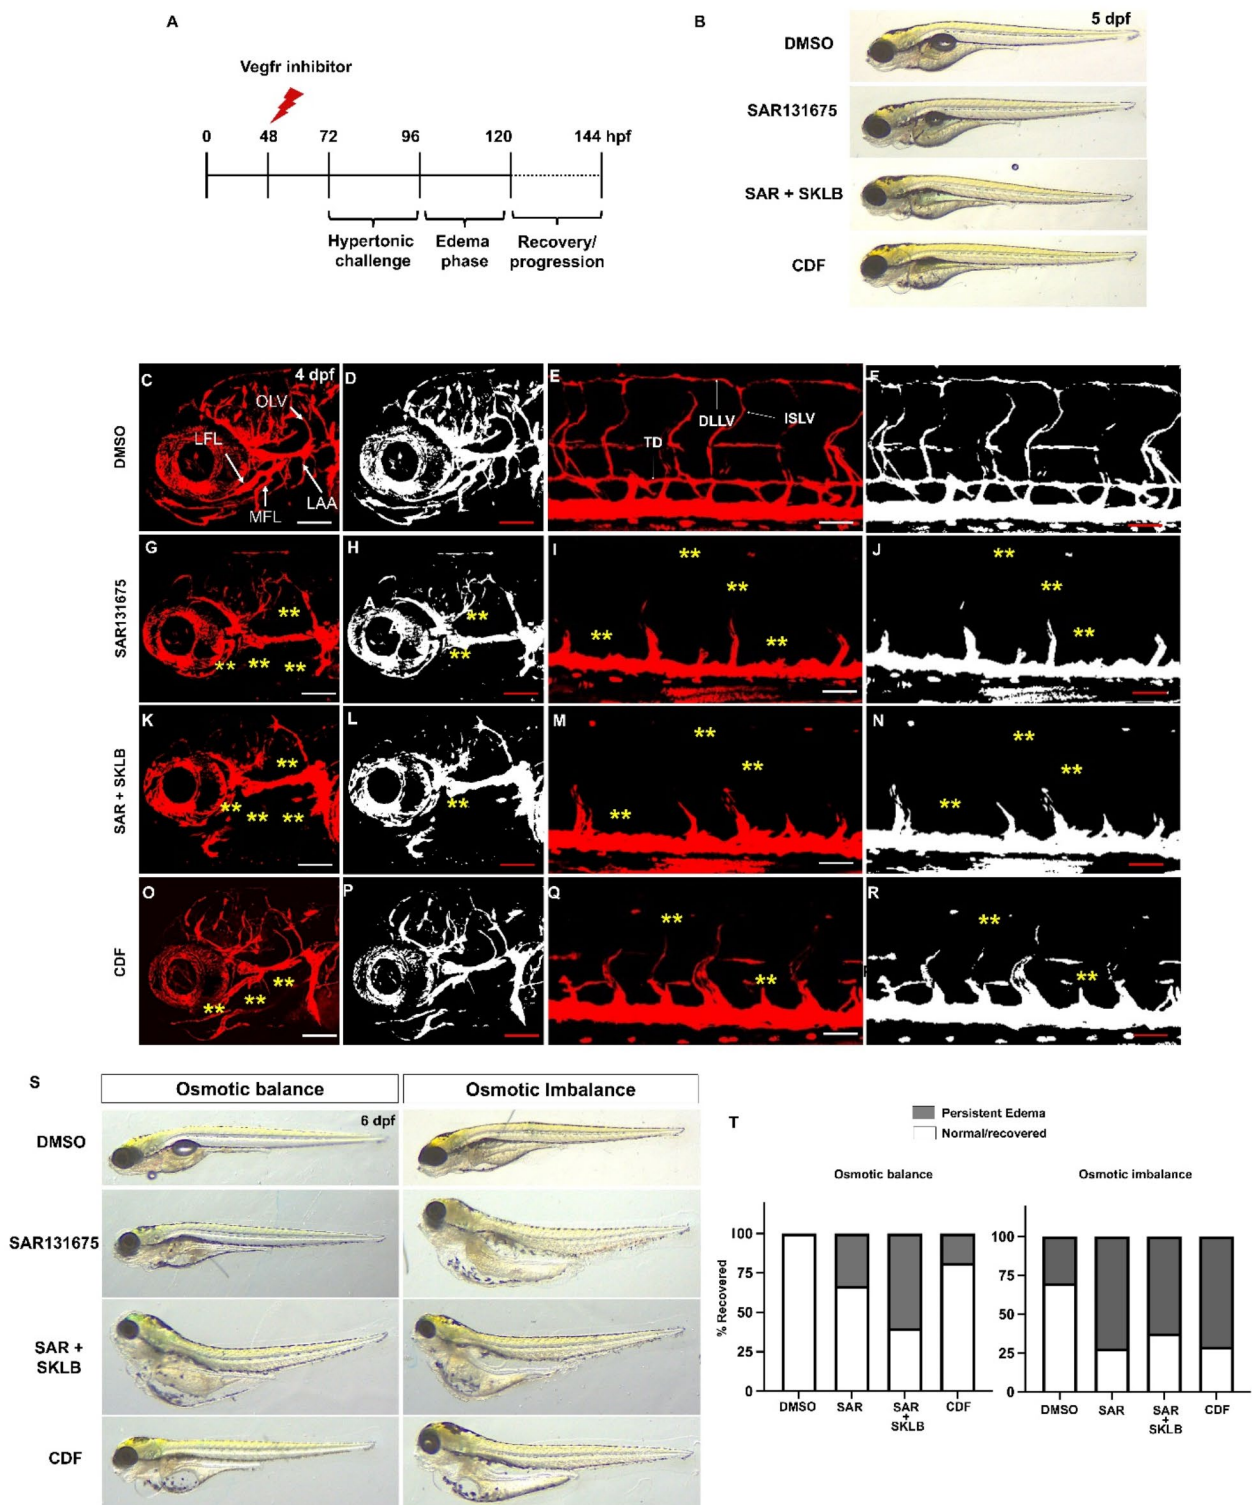 A
Vegfr inhibitor
0 48 72 96 120 144 hpf
Hypertonic challenge
Edema phase
Recovery/ progression
B
5 dpf
DMSO
SAR131675
SAR + SKLB
CDF
DMSO
C
4 dpf
OLV
LFL
LAA
MFL
D
E
DLLV
ISLV
TD
F
SAR131675
G
**
**
**
**
H
A
**
**
I
**
**
**
**
J
**
**
**
SAR + SKLB
K
**
**
**
**
L
**
M
**
**
**
N
**
**
**
CDF
O
**
**
**
P
Q
**
**
R
**
**
S
Osmotic balance
Osmotic Imbalance
6 dpf
DMSO
SAR131675
SAR +
SKLB
CDF
T
Persistent Edema
Normal/recovered
Osmotic balance
% Recovered
100
75
50
25
0
DMSO SAR SAR + SKLB CDF
Osmotic imbalance
100
75
50
25
0
DMSO SAR SAR + SKLB CDF